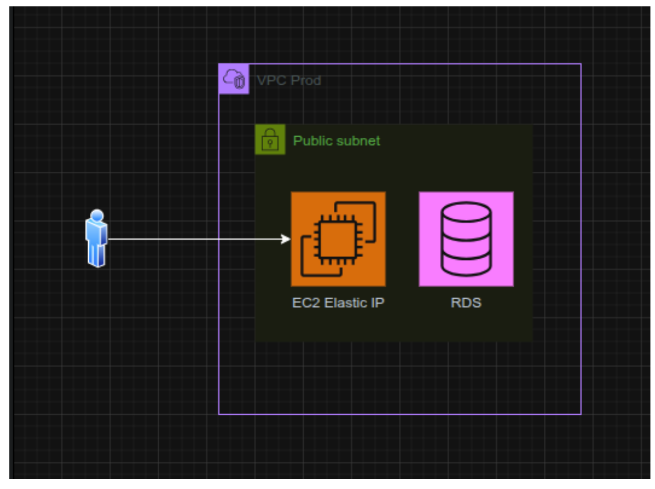 VPC Prod
Public subnet
EC2 Elastic IP
RDS